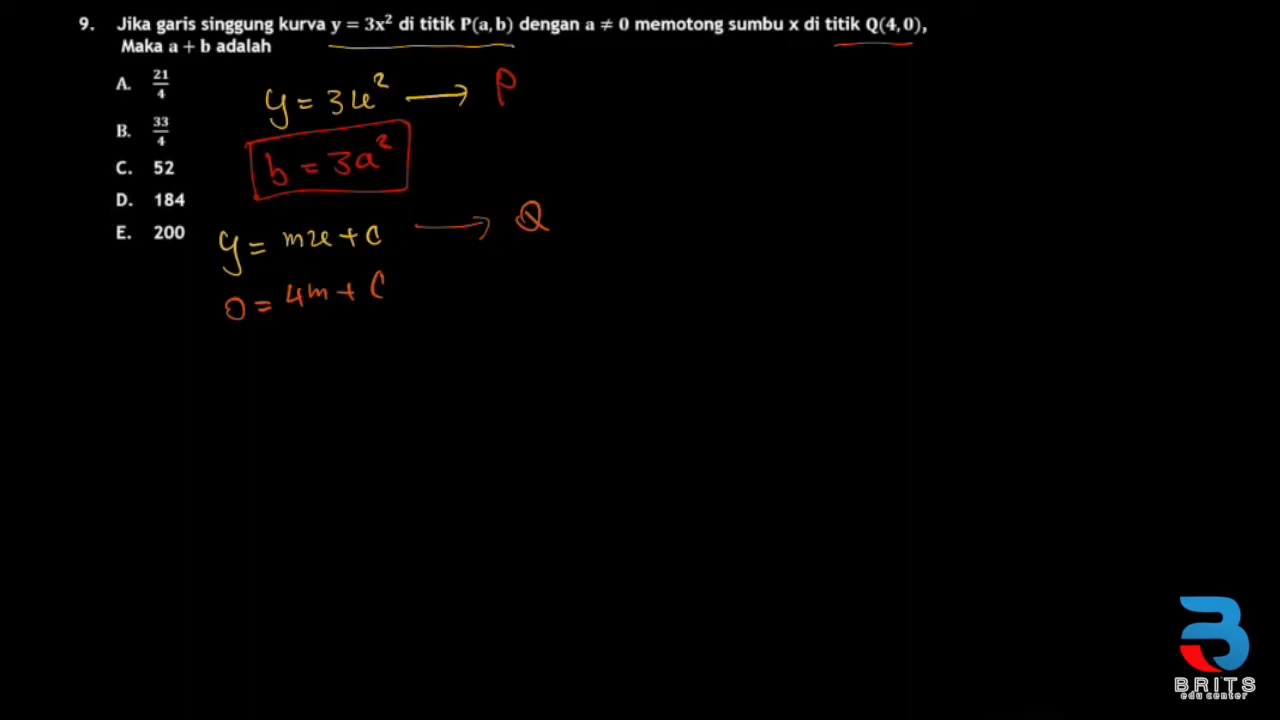 9. Jika garis singgung kurva y = 3x² di titik P(a, b) dengan a ≠ 0 memotong sumbu x di titik Q(4, 0),
Maka a + b adalah
A. 21/4
B. 33/4
C. 52
D. 184
E. 200
y = 3x² → P
b = 3a²
y = mx + c → Q
0 = 4m + C
BRITS
edu center